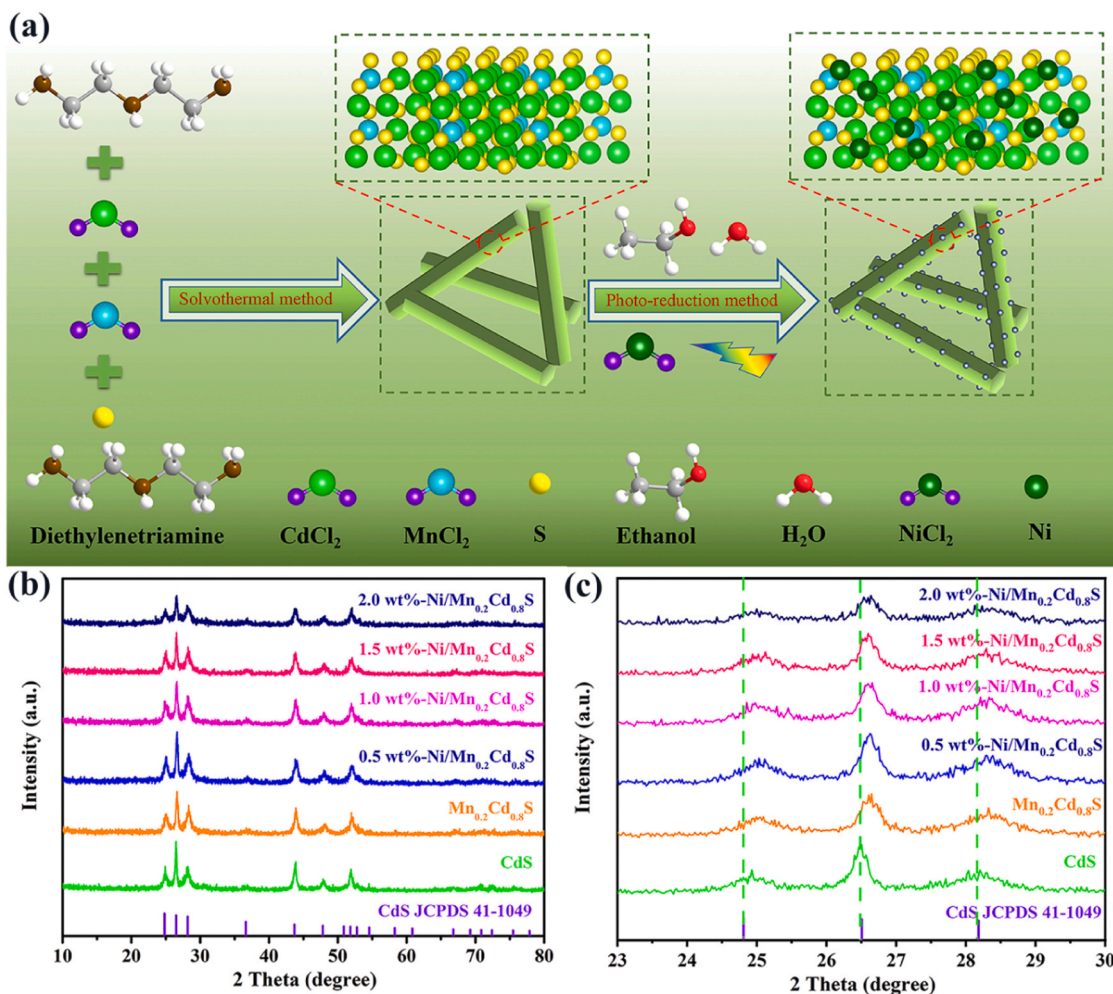 (a)
Solvothermal method
Photo-reduction method
Diethylenetriamine
CdCl₂
MnCl₂
S
Ethanol
H₂O
NiCl₂
Ni
(b)
2.0 wt%-Ni/Mn₀.₂Cd₀.₈S
1.5 wt%-Ni/Mn₀.₂Cd₀.₈S
1.0 wt%-Ni/Mn₀.₂Cd₀.₈S
0.5 wt%-Ni/Mn₀.₂Cd₀.₈S
Mn₀.₂Cd₀.₈S
CdS
CdS JCPDS 41-1049
Intensity (a.u.)
10 20 30 40 50 60 70 80
2 Theta (degree)
(c)
2.0 wt%-Ni/Mn₀.₂Cd₀.₈S
1.5 wt%-Ni/Mn₀.₂Cd₀.₈S
1.0 wt%-Ni/Mn₀.₂Cd₀.₈S
0.5 wt%-Ni/Mn₀.₂Cd₀.₈S
Mn₀.₂Cd₀.₈S
CdS
CdS JCPDS 41-1049
Intensity (a.u.)
23 24 25 26 27 28 29 30
2 Theta (degree)